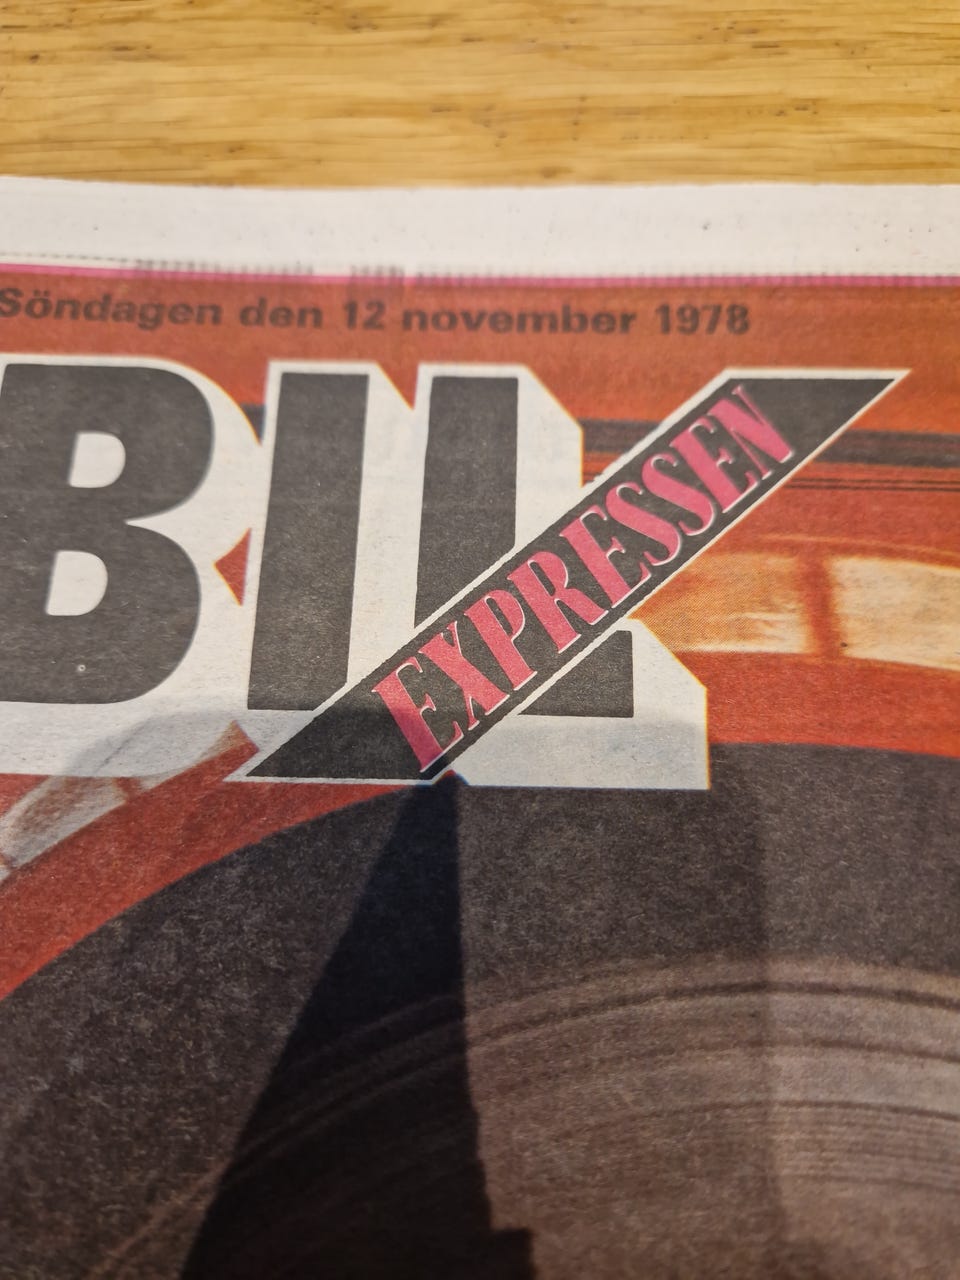 Söndagen den 12 november 1978
BIL
EXPRESSEN